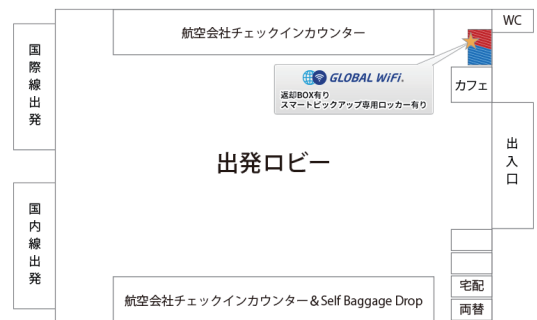 航空会社チェックインカウンター
WC
国際線出発
GLOBAL WiFi.
返却BOX有り
スマートピックアップ専用ロッカー有り
カフェ
出入口
出発ロビー
国内線出発
航空会社チェックインカウンター＆Self Baggage Drop
宅配
両替